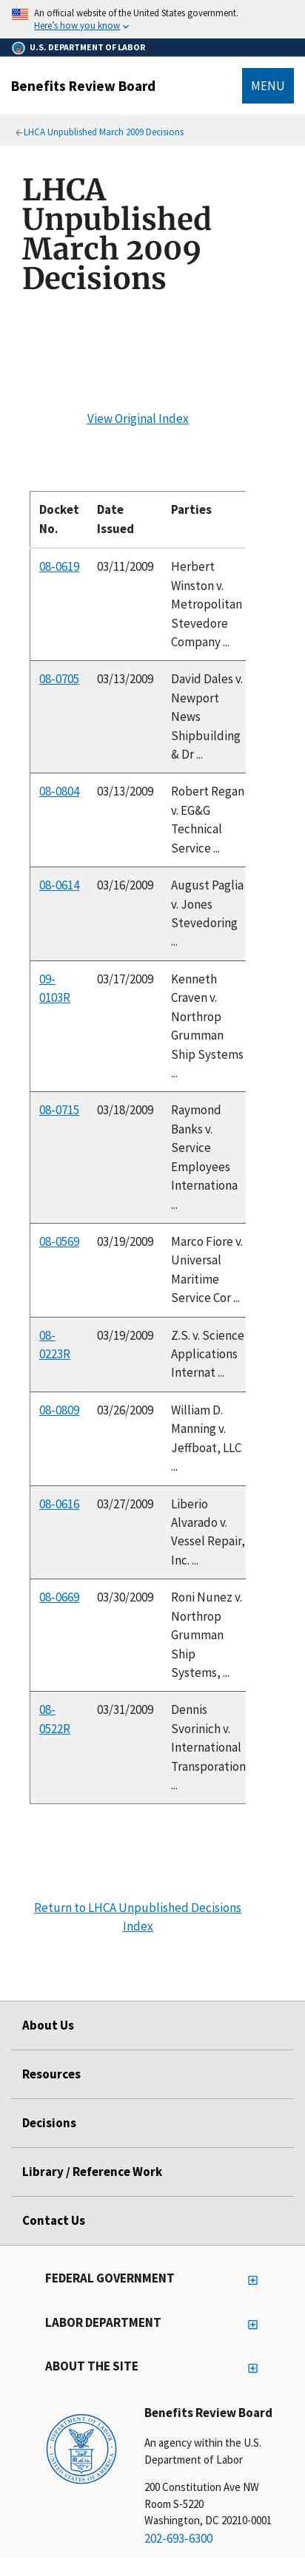 An official website of the United States government.
Here's how you know
U.S. DEPARTMENT OF LABOR
Benefits Review Board
MENU
LHCA Unpublished March 2009 Decisions
LHCA
Unpublished
March 2009
Decisions
View Original Index
Docket
No.
Date
Issued
Parties
08-0619
03/11/2009
Herbert
Winston v.
Metropolitan
Stevedore
Company ...
08-0705
03/13/2009
David Dales v.
Newport
News
Shipbuilding
& Dr ...
08-0804
03/13/2009
Robert Regan
v. EG&G
Technical
Service ...
08-0614
03/16/2009
August Paglia
v. Jones
Stevedoring
...
09-
0103R
03/17/2009
Kenneth
Craven v.
Northrop
Grumman
Ship Systems
...
08-0715
03/18/2009
Raymond
Banks v.
Service
Employees
Internationa
...
08-0569
03/19/2009
Marco Fiore v.
Universal
Maritime
Service Cor ...
08-
0223R
03/19/2009
Z.S. v. Science
Applications
Internat ...
08-0809
03/26/2009
William D.
Manning v.
Jeffboat, LLC
...
08-0616
03/27/2009
Liberio
Alvarado v.
Vessel Repair,
Inc. ...
08-0669
03/30/2009
Roni Nunez v.
Northrop
Grumman
Ship
Systems, ...
08-
0522R
03/31/2009
Dennis
Svorinich v.
International
Transporation
...
Return to LHCA Unpublished Decisions
Index
About Us
Resources
Decisions
Library / Reference Work
Contact Us
FEDERAL GOVERNMENT
LABOR DEPARTMENT
ABOUT THE SITE
DEPARTMENT OF LABOR
UNITED STATES OF AMERICA
Benefits Review Board
An agency within the U.S.
Department of Labor
200 Constitution Ave NW
Room S-5220
Washington, DC 20210-0001
202-693-6300